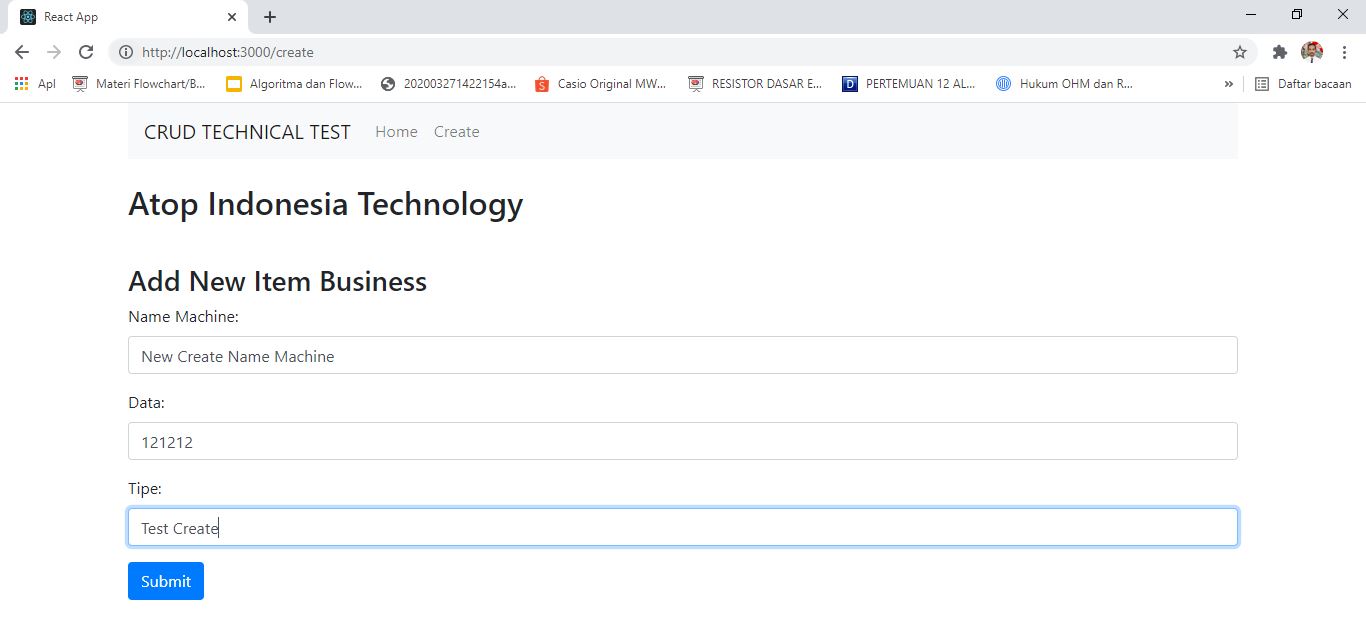 React App
http://localhost:3000/create
Apl
Materi Flowchart/B...
Algoritma dan Flow...
202003271422154a...
Casio Original MW...
RESISTOR DASAR E...
PERTEMUAN 12 AL...
Hukum OHM dan R...
»
Daftar bacaan
CRUD TECHNICAL TEST Home Create
Atop Indonesia Technology
Add New Item Business
Name Machine:
New Create Name Machine
Data:
121212
Tipe:
Test Create
Submit